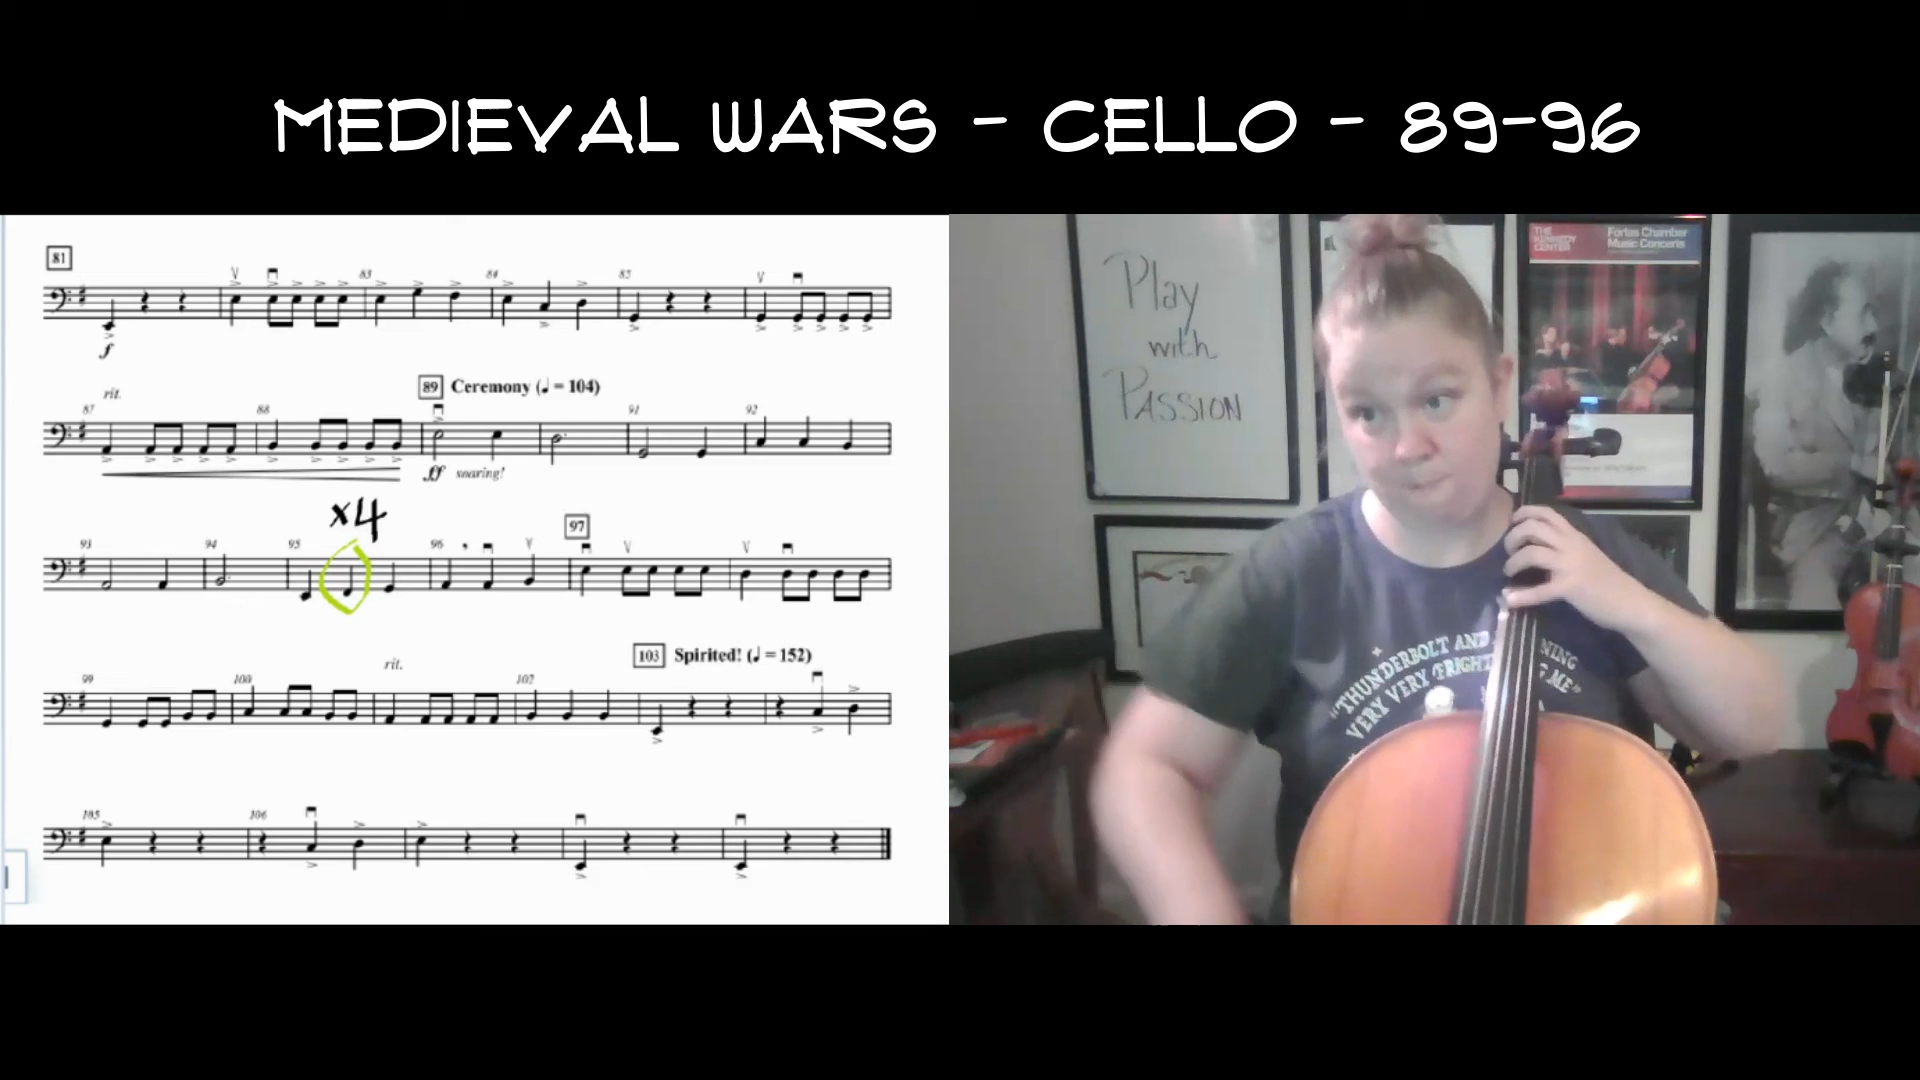 MEDIEVAL WARS - CELLO - 89-96
81
83
84
85
f
rit.
89 Ceremony (♩ = 104)
87
88
91
92
ff soaring!
x4
97
93
94
95
96
rit.
103 Spirited! (♩ = 152)
99
100
102
105
106
Play
with
PASSION
THE
KENNEDY
CENTER
Fortas Chamber
Music Concerts
"THUNDERBOLT AND
NING
VERY VERY FRIGHT
G ME"